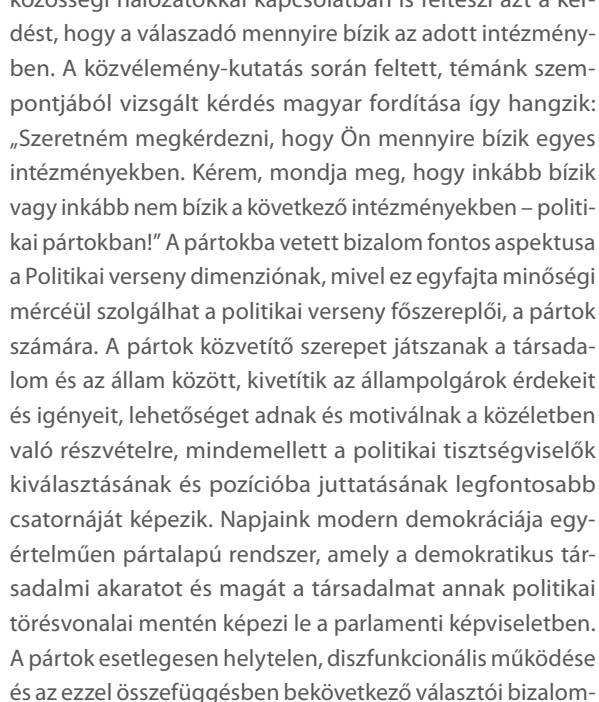 közösségi hálózatokkal kapcsolatban is felteszi azt a kér-
dést, hogy a válaszadó mennyire bízik az adott intézmény-
ben. A közvélemény-kutatás során feltett, témánk szem-
pontjából vizsgált kérdés magyar fordítása így hangzik:
„Szeretném megkérdezni, hogy Ön mennyire bízik egyes
intézményekben. Kérem, mondja meg, hogy inkább bízik
vagy inkább nem bízik a következő intézményekben – politi-
kai pártokban!” A pártokba vetett bizalom fontos aspektusa
a Politikai verseny dimenziónak, mivel ez egyfajta minőségi
mércéül szolgálhat a politikai verseny főszereplői, a pártok
számára. A pártok közvetítő szerepet játszanak a társada-
lom és az állam között, kivetítik az állampolgárok érdekeit
és igényeit, lehetőséget adnak és motiválnak a közéletben
való részvételre, mindemellett a politikai tisztségviselők
kiválasztásának és pozícióba juttatásának legfontosabb
csatornáját képezik. Napjaink modern demokráciája egy-
értelműen pártalapú rendszer, amely a demokratikus tár-
sadalmi akaratot és magát a társadalmat annak politikai
törésvonalai mentén képezi le a parlamenti képviseletben.
A pártok esetlegesen helytelen, diszfunkcionális működése
és az ezzel összefüggésben bekövetkező választói bizalom-